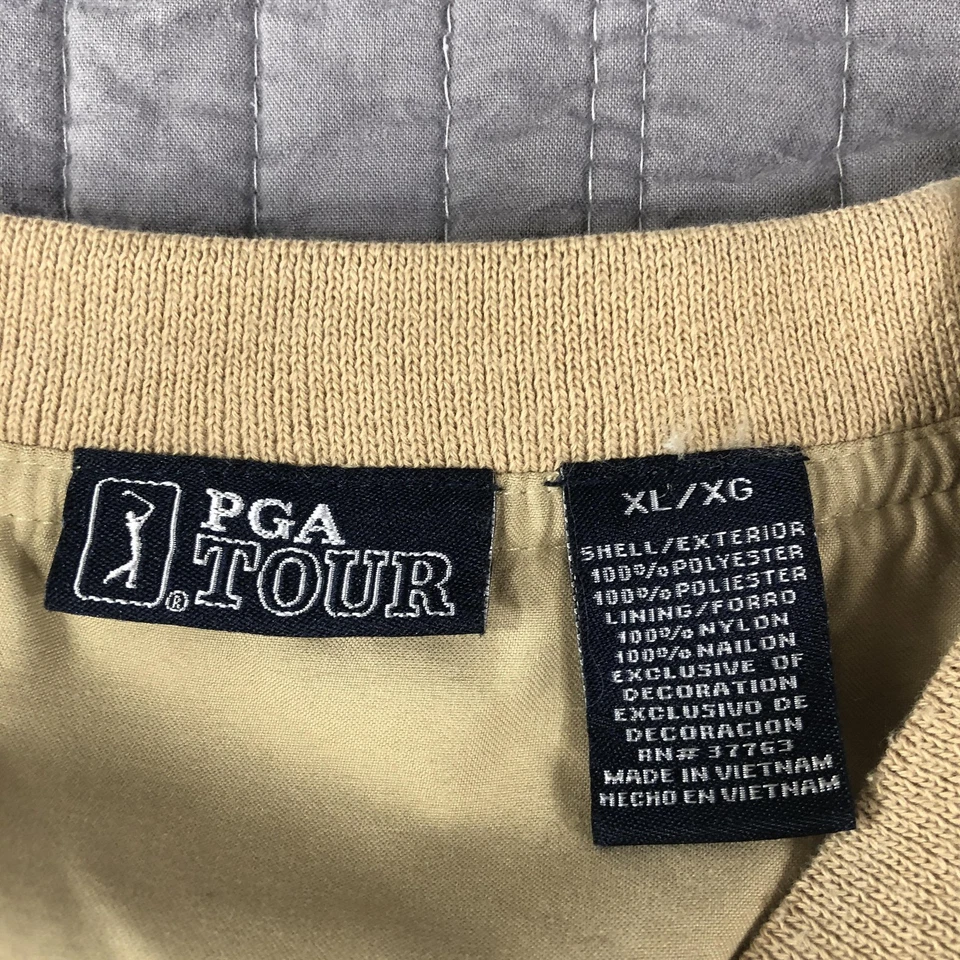 PGA
TOUR
®
XL/XG
SHELL/EXTERIOR
100% POLYESTER
100% POLIESTER
LINING/FORRO
100% NYLON
100% NAILON
EXCLUSIVE OF
DECORATION
EXCLUSIVO DE
DECORACION
RN# 37763
MADE IN VIETNAM
HECHO EN VIETNAM